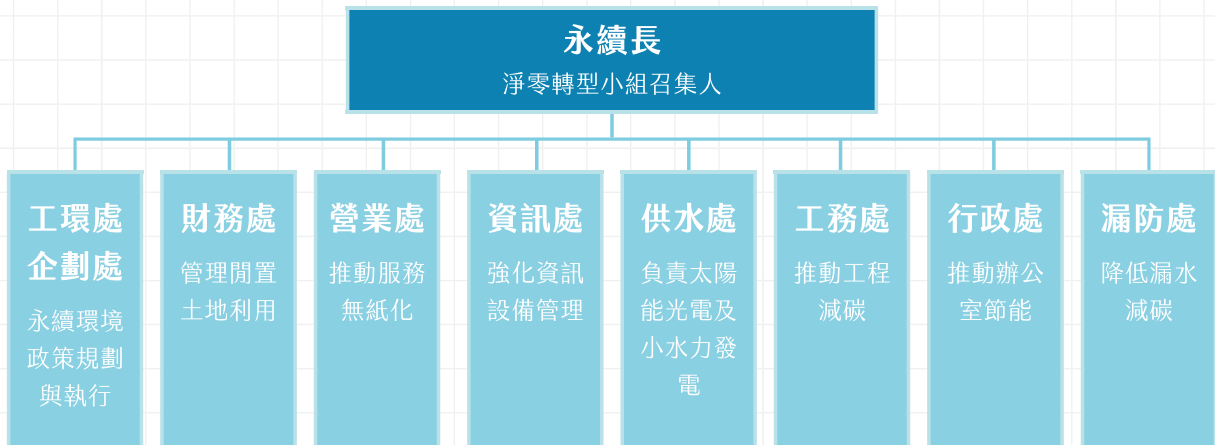 永續長
淨零轉型小組召集人
工環處
企劃處
永續環境
政策規劃
與執行
財務處
管理閒置
土地利用
營業處
推動服務
無紙化
資訊處
強化資訊
設備管理
供水處
負責太陽
能光電及
小水力發
電
工務處
推動工程
減碳
行政處
推動辦公
室節能
漏防處
降低漏水
減碳